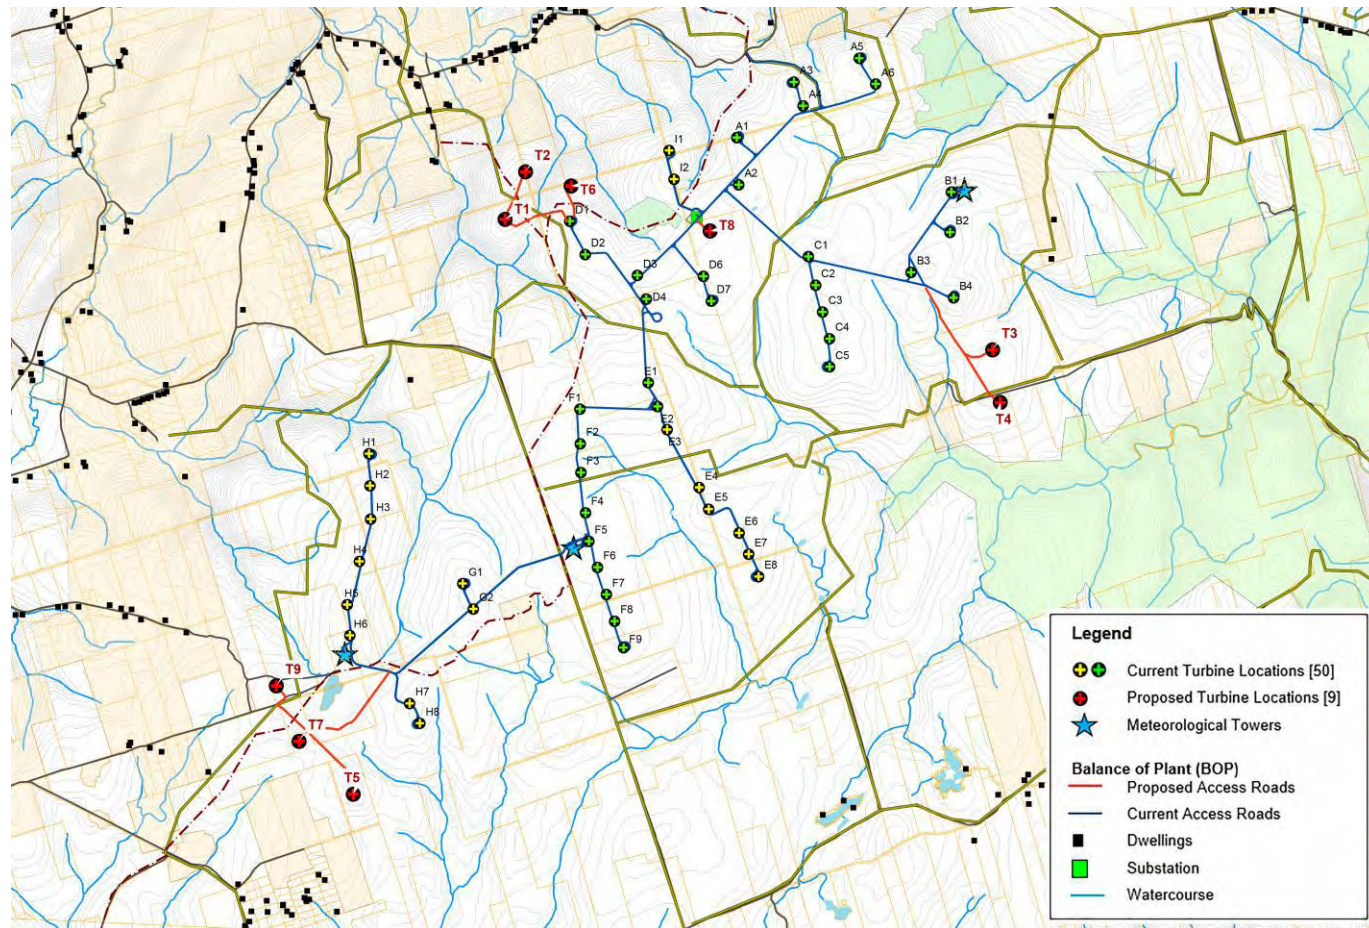 A5
A3
A6
A4
A1
I1
T2
I2
A2
T6
B1
T1
D1
B2
T8
D2
C1
D3
D6
B3
C2
B4
D7
D4
C3
C4
T3
C5
E1
F1
T4
E2
F2
E3
H1
F3
H2
E4
F4
E5
H3
F5
E6
H4
F6
E7
G1
E8
F7
H5
G2
F8
H6
F9
T9
H7
H8
T7
T5
Legend
Current Turbine Locations [50]
Proposed Turbine Locations [9]
Meteorological Towers
Balance of Plant (BOP)
Proposed Access Roads
Current Access Roads
Dwellings
Substation
Watercourse